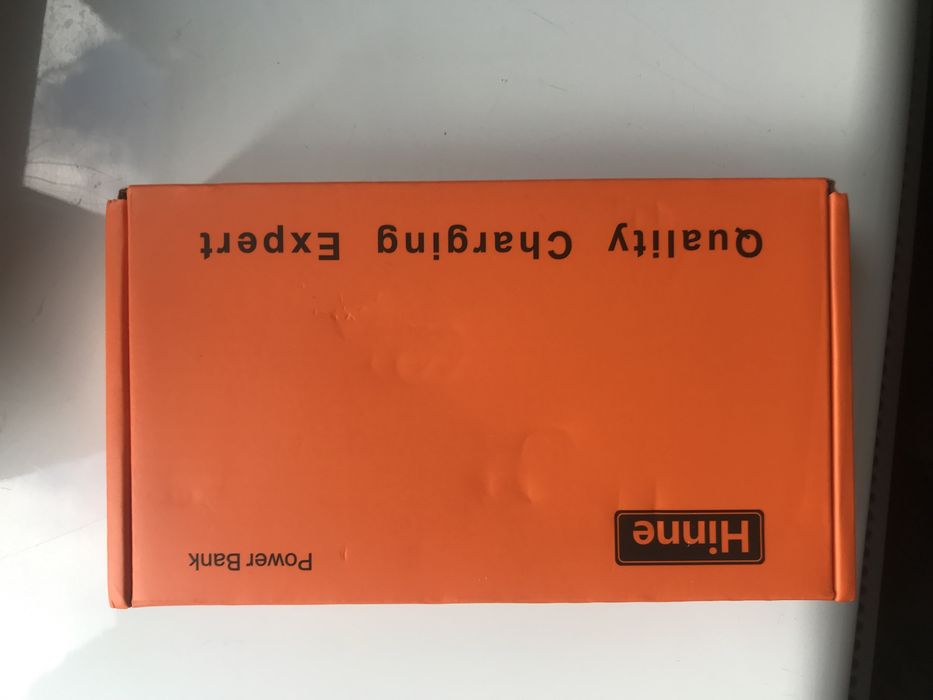 Power Bank
Hinne
Quality Charging Expert